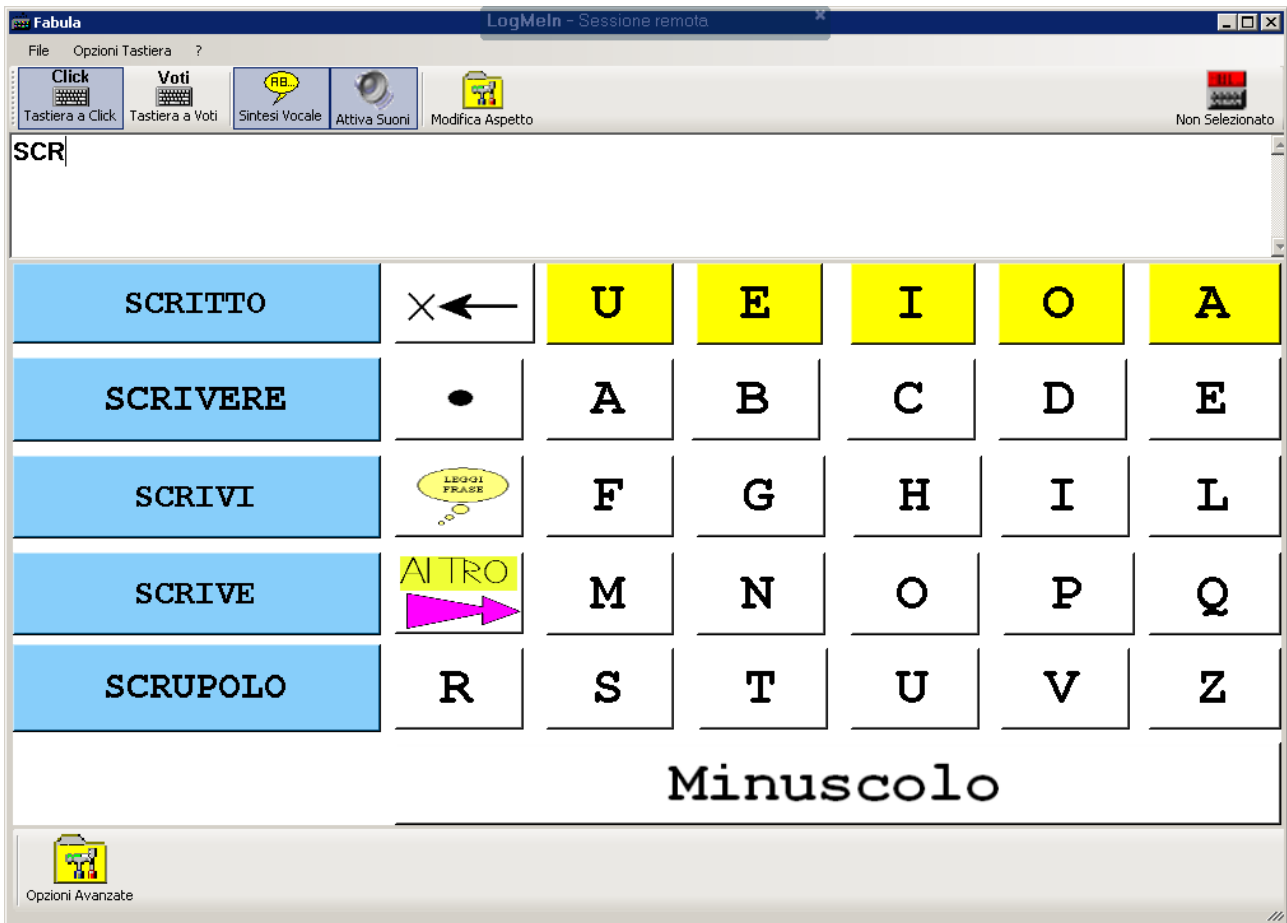 Fabula
LogMeIn - Sessione remota x
File Opzioni Tastiera ?
Click Voti AB...
Tastiera a Click Tastiera a Voti Sintesi Vocale Attiva Suoni Modifica Aspetto Non Selezionato
SCR
SCRITTO U E I O A
SCRIVERE A B C D E
SCRIVI LEGGI FRASE F G H I L
SCRIVE ALTRO M N O P Q
SCRUPOLO R S T U V Z
Minuscolo
Opzioni Avanzate